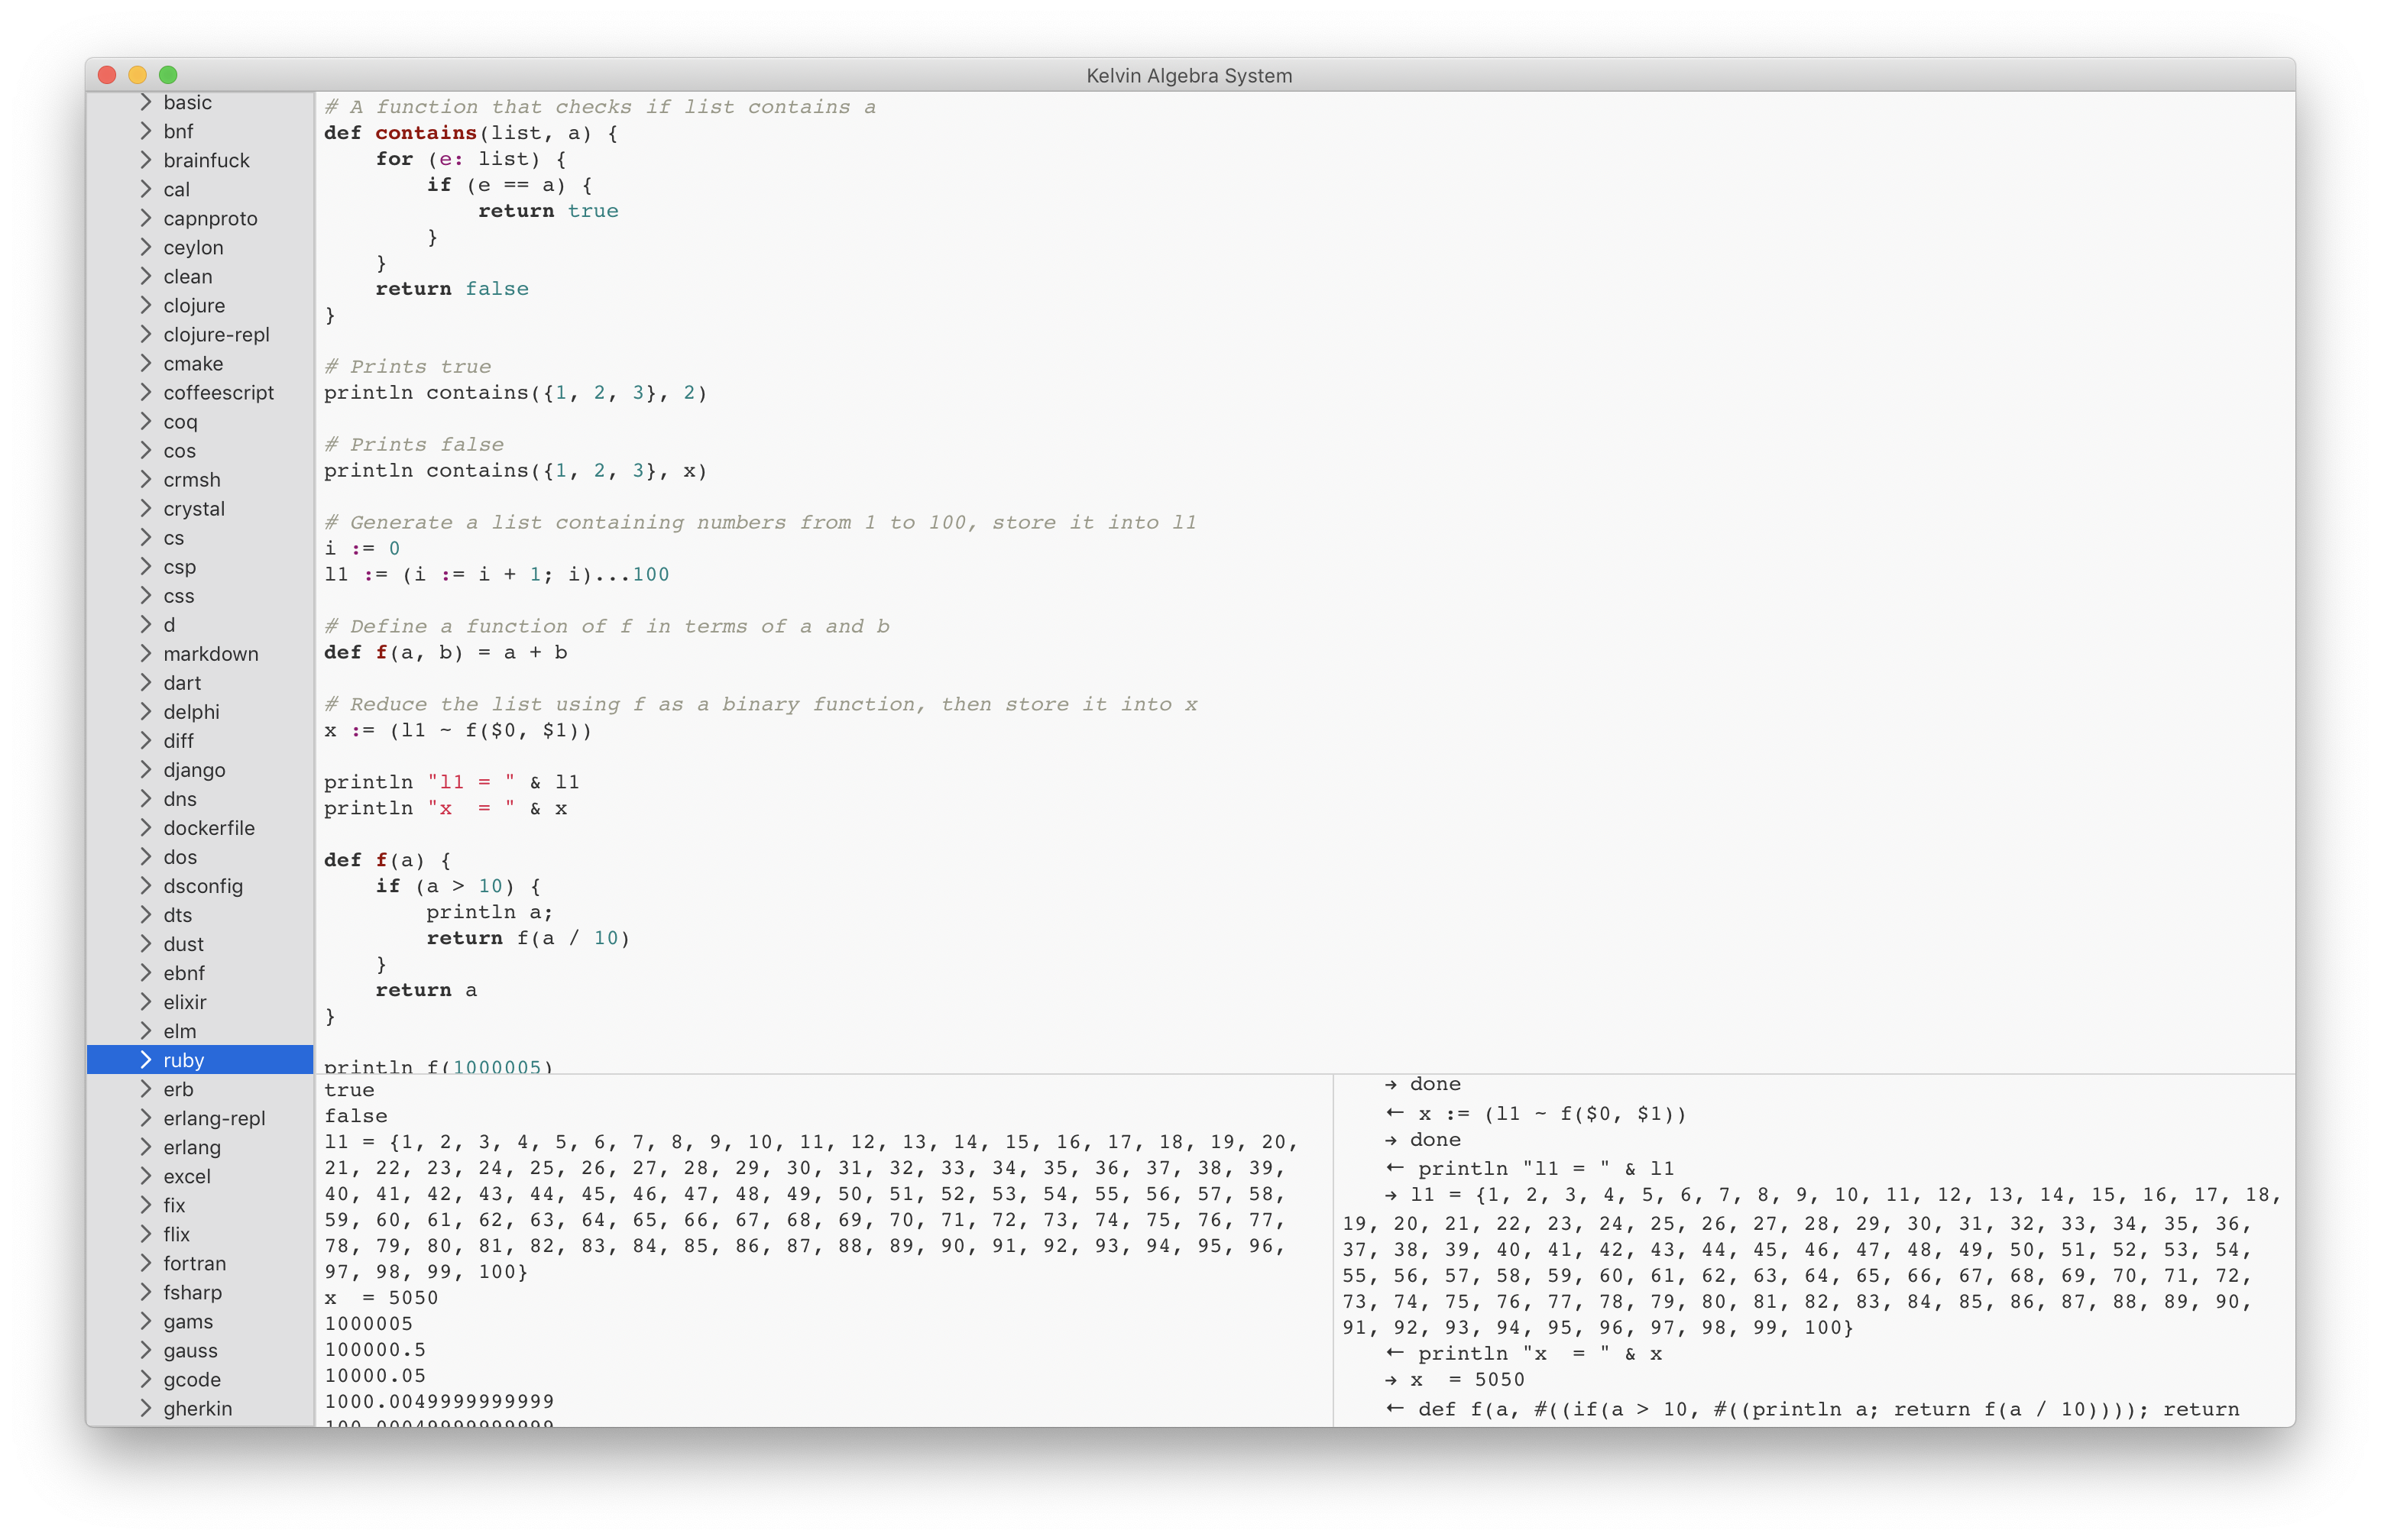 Kelvin Algebra System
basic
bnf
brainfuck
cal
capnproto
ceylon
clean
clojure
clojure-repl
cmake
coffeescript
coq
cos
crmsh
crystal
cs
csp
css
d
markdown
dart
delphi
diff
django
dns
dockerfile
dos
dsconfig
dts
dust
ebnf
elixir
elm
ruby
erb
erlang-repl
erlang
excel
fix
flix
fortran
fsharp
gams
gauss
gcode
gherkin
# A function that checks if list contains a
def contains(list, a) {
    for (e: list) {
        if (e == a) {
            return true
        }
    }
    return false
}
# Prints true
println contains({1, 2, 3}, 2)
# Prints false
println contains({1, 2, 3}, x)
# Generate a list containing numbers from 1 to 100, store it into l1
i := 0
l1 := (i := i + 1; i)...100
# Define a function of f in terms of a and b
def f(a, b) = a + b
# Reduce the list using f as a binary function, then store it into x
x := (l1 ~ f($0, $1))
println "l1 = " & l1
println "x  = " & x
def f(a) {
    if (a > 10) {
        println a;
        return f(a / 10)
    }
    return a
}
println f(1000005)
true
false
l1 = {1, 2, 3, 4, 5, 6, 7, 8, 9, 10, 11, 12, 13, 14, 15, 16, 17, 18, 19, 20,
21, 22, 23, 24, 25, 26, 27, 28, 29, 30, 31, 32, 33, 34, 35, 36, 37, 38, 39,
40, 41, 42, 43, 44, 45, 46, 47, 48, 49, 50, 51, 52, 53, 54, 55, 56, 57, 58,
59, 60, 61, 62, 63, 64, 65, 66, 67, 68, 69, 70, 71, 72, 73, 74, 75, 76, 77,
78, 79, 80, 81, 82, 83, 84, 85, 86, 87, 88, 89, 90, 91, 92, 93, 94, 95, 96,
97, 98, 99, 100}
x  = 5050
1000005
100000.5
10000.05
1000.0049999999999
100.00049999999999
→ done
← x := (l1 ~ f($0, $1))
→ done
← println "l1 = " & l1
→ l1 = {1, 2, 3, 4, 5, 6, 7, 8, 9, 10, 11, 12, 13, 14, 15, 16, 17, 18,
19, 20, 21, 22, 23, 24, 25, 26, 27, 28, 29, 30, 31, 32, 33, 34, 35, 36,
37, 38, 39, 40, 41, 42, 43, 44, 45, 46, 47, 48, 49, 50, 51, 52, 53, 54,
55, 56, 57, 58, 59, 60, 61, 62, 63, 64, 65, 66, 67, 68, 69, 70, 71, 72,
73, 74, 75, 76, 77, 78, 79, 80, 81, 82, 83, 84, 85, 86, 87, 88, 89, 90,
91, 92, 93, 94, 95, 96, 97, 98, 99, 100}
← println "x  = " & x
→ x  = 5050
← def f(a, #((if(a > 10, #((println a; return f(a / 10)))); return